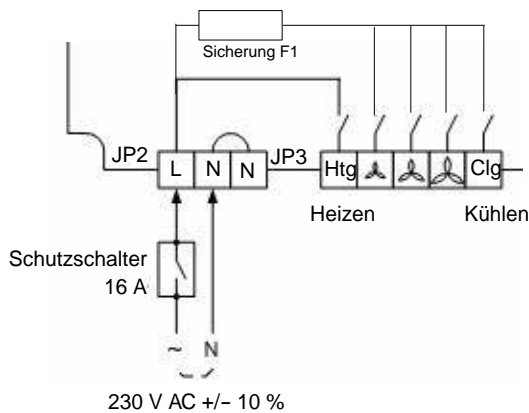 Sicherung F1
JP2
L
N
N
JP3
Htg
Clg
Heizen
Kühlen
Schutzschalter
16 A
~
N
230 V AC +/− 10 %